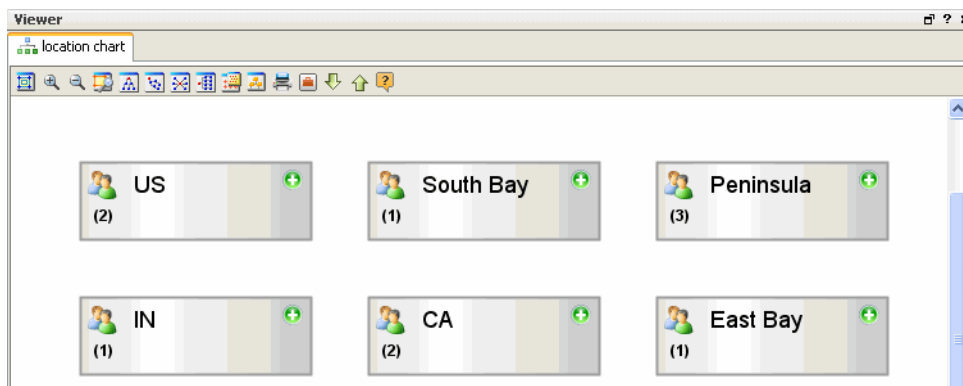 Viewer ?
location chart
?
US South Bay Peninsula
(2) (1) (3)
IN CA East Bay
(1) (2) (1)